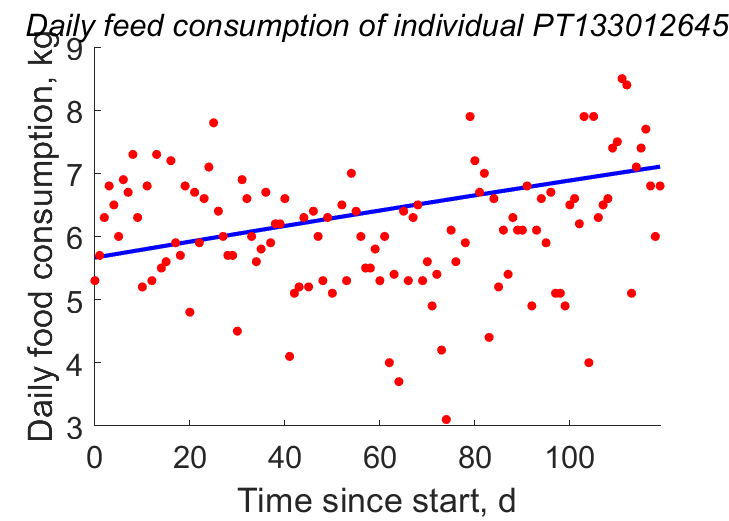 Daily feed consumption of individual PT133012645
Daily food consumption, kg
9
8
7
6
5
4
3
0 20 40 60 80 100
Time since start, d